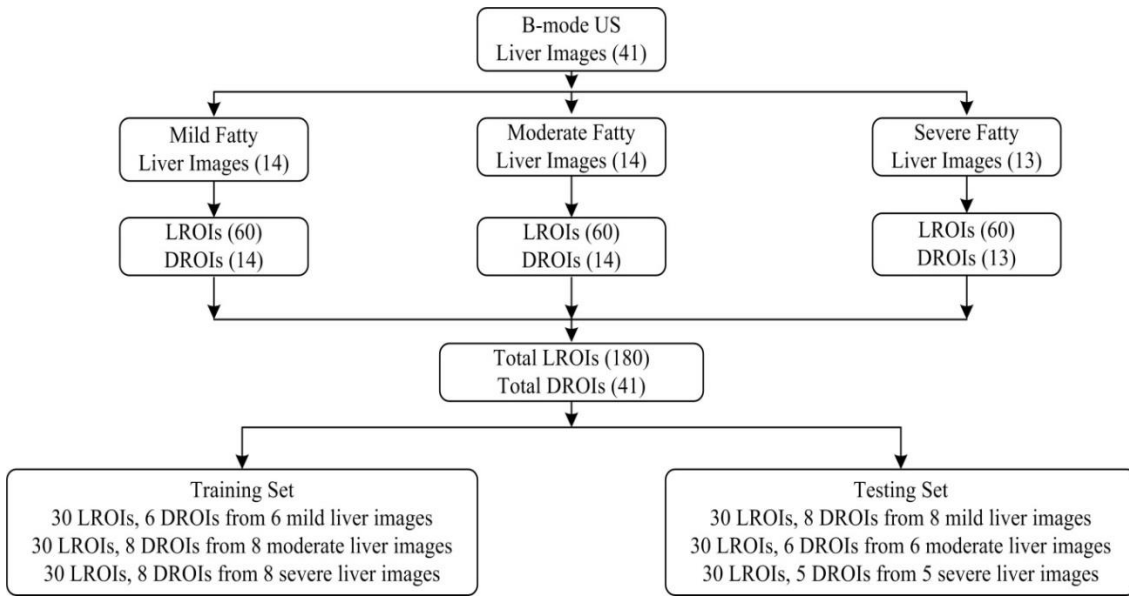 B-mode US
Liver Images (41)
Mild Fatty
Liver Images (14)
Moderate Fatty
Liver Images (14)
Severe Fatty
Liver Images (13)
LROIs (60)
DROIs (14)
LROIs (60)
DROIs (14)
LROIs (60)
DROIs (13)
Total LROIs (180)
Total DROIs (41)
Training Set
30 LROIs, 6 DROIs from 6 mild liver images
30 LROIs, 8 DROIs from 8 moderate liver images
30 LROIs, 8 DROIs from 8 severe liver images
Testing Set
30 LROIs, 8 DROIs from 8 mild liver images
30 LROIs, 6 DROIs from 6 moderate liver images
30 LROIs, 5 DROIs from 5 severe liver images